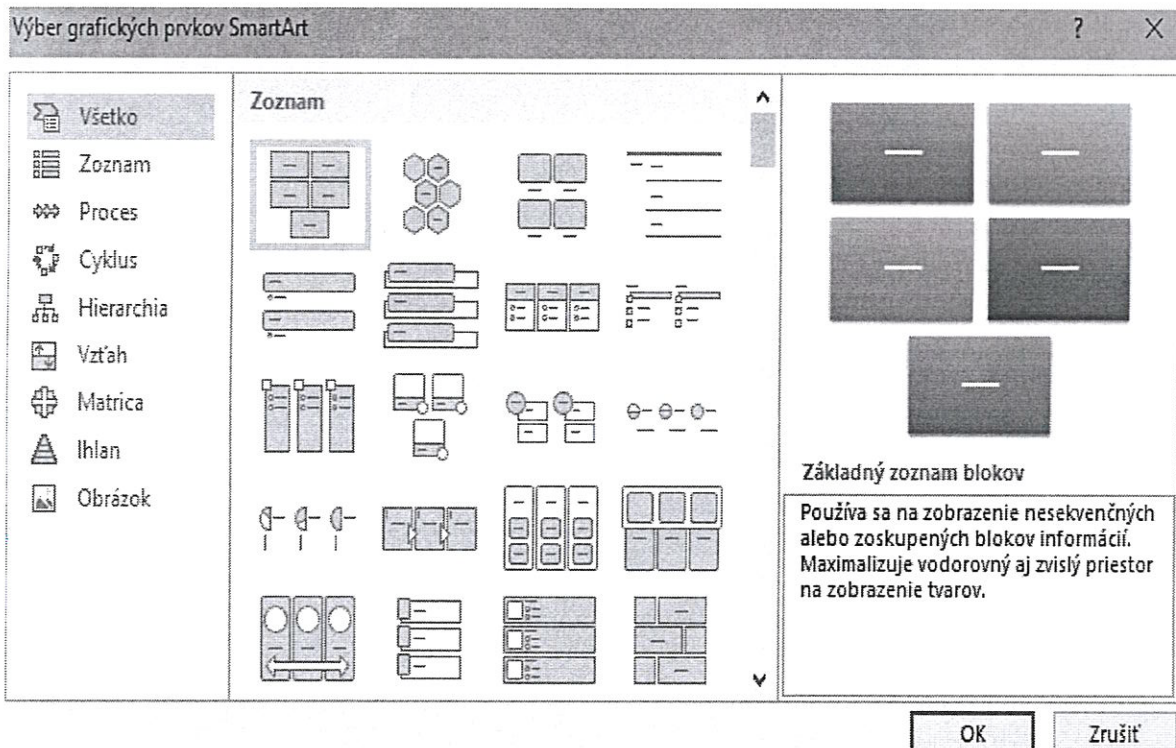 Výber grafických prvkov SmartArt
?
Všetko
Zoznam
Proces
Cyklus
Hierarchia
Vzťah
Matrica
Ihlan
Obrázok
Zoznam
Základný zoznam blokov
Používa sa na zobrazenie nesekvenčných
alebo zoskupených blokov informácií.
Maximalizuje vodorovný aj zvislý priestor
na zobrazenie tvarov.
OK
Zrušiť